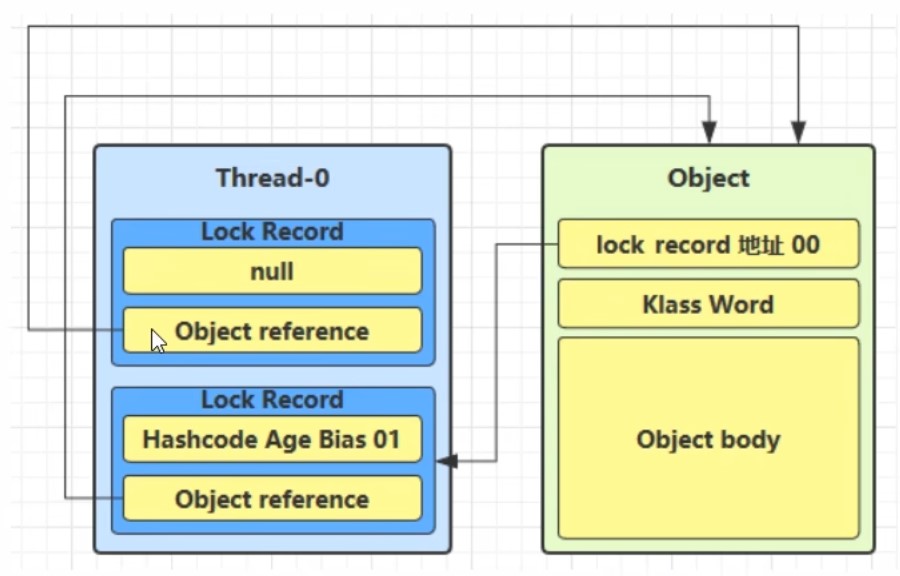 Thread-0
Lock Record
null
Object reference
Lock Record
Hashcode Age Bias 01
Object reference
Object
lock record 地址 00
Klass Word
Object body